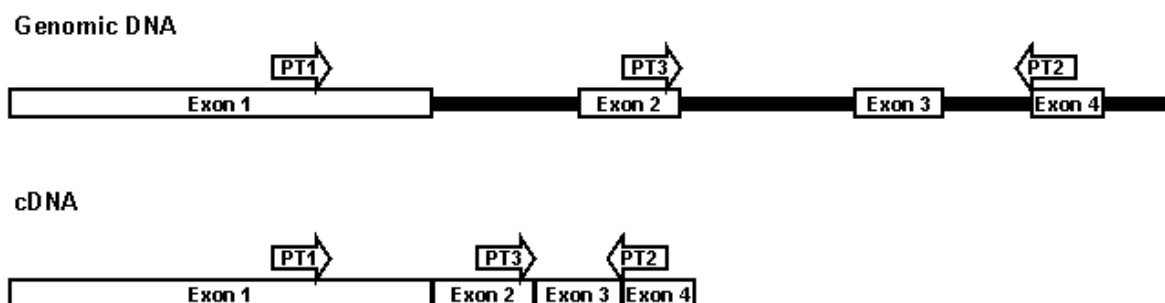 Genomic DNA
PT1 PT3 PT2
Exon 1 Exon 2 Exon 3 Exon 4
cDNA
PT1 PT3 PT2
Exon 1 Exon 2 Exon 3 Exon 4